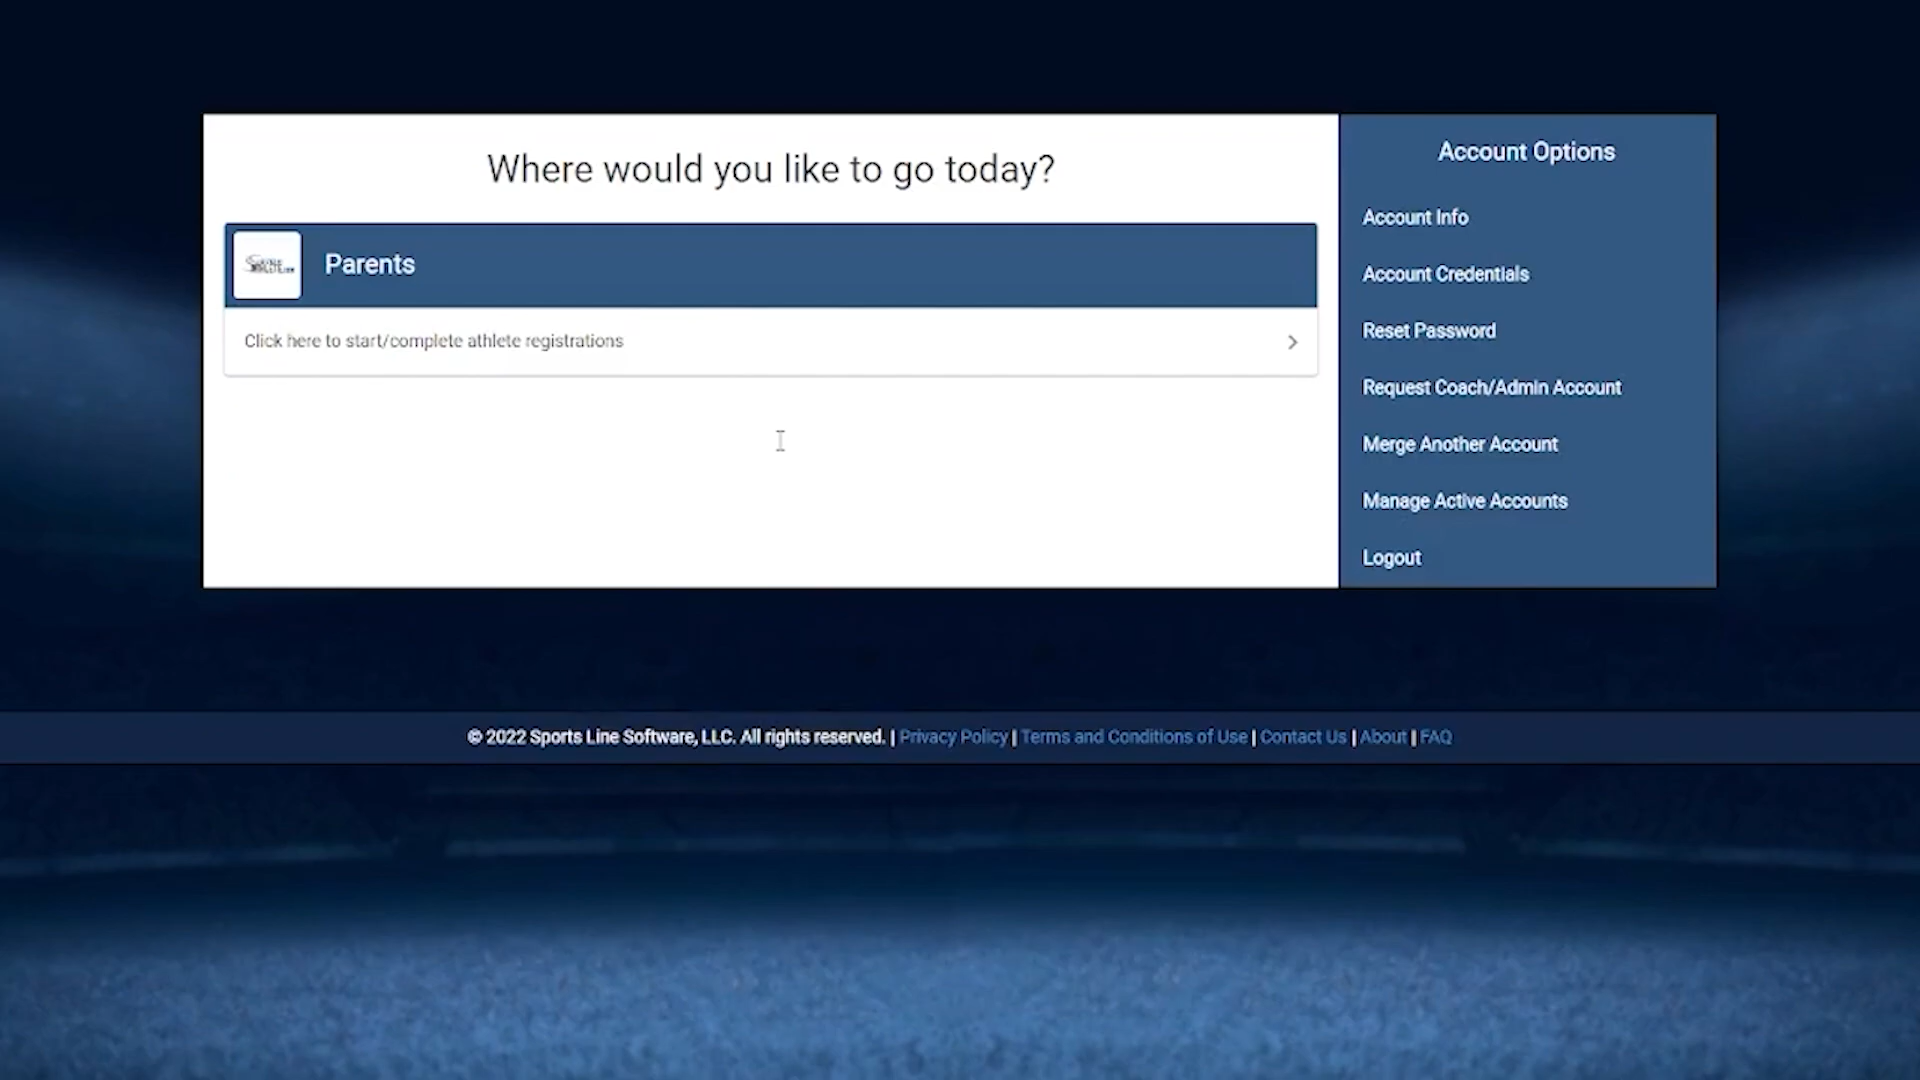 Where would you like to go today?
Parents
Click here to start/complete athlete registrations
Account Options
Account Info
Account Credentials
Reset Password
Request Coach/Admin Account
Merge Another Account
Manage Active Accounts
Logout
© 2022 Sports Line Software, LLC. All rights reserved. | Privacy Policy | Terms and Conditions of Use | Contact Us | About | FAQ